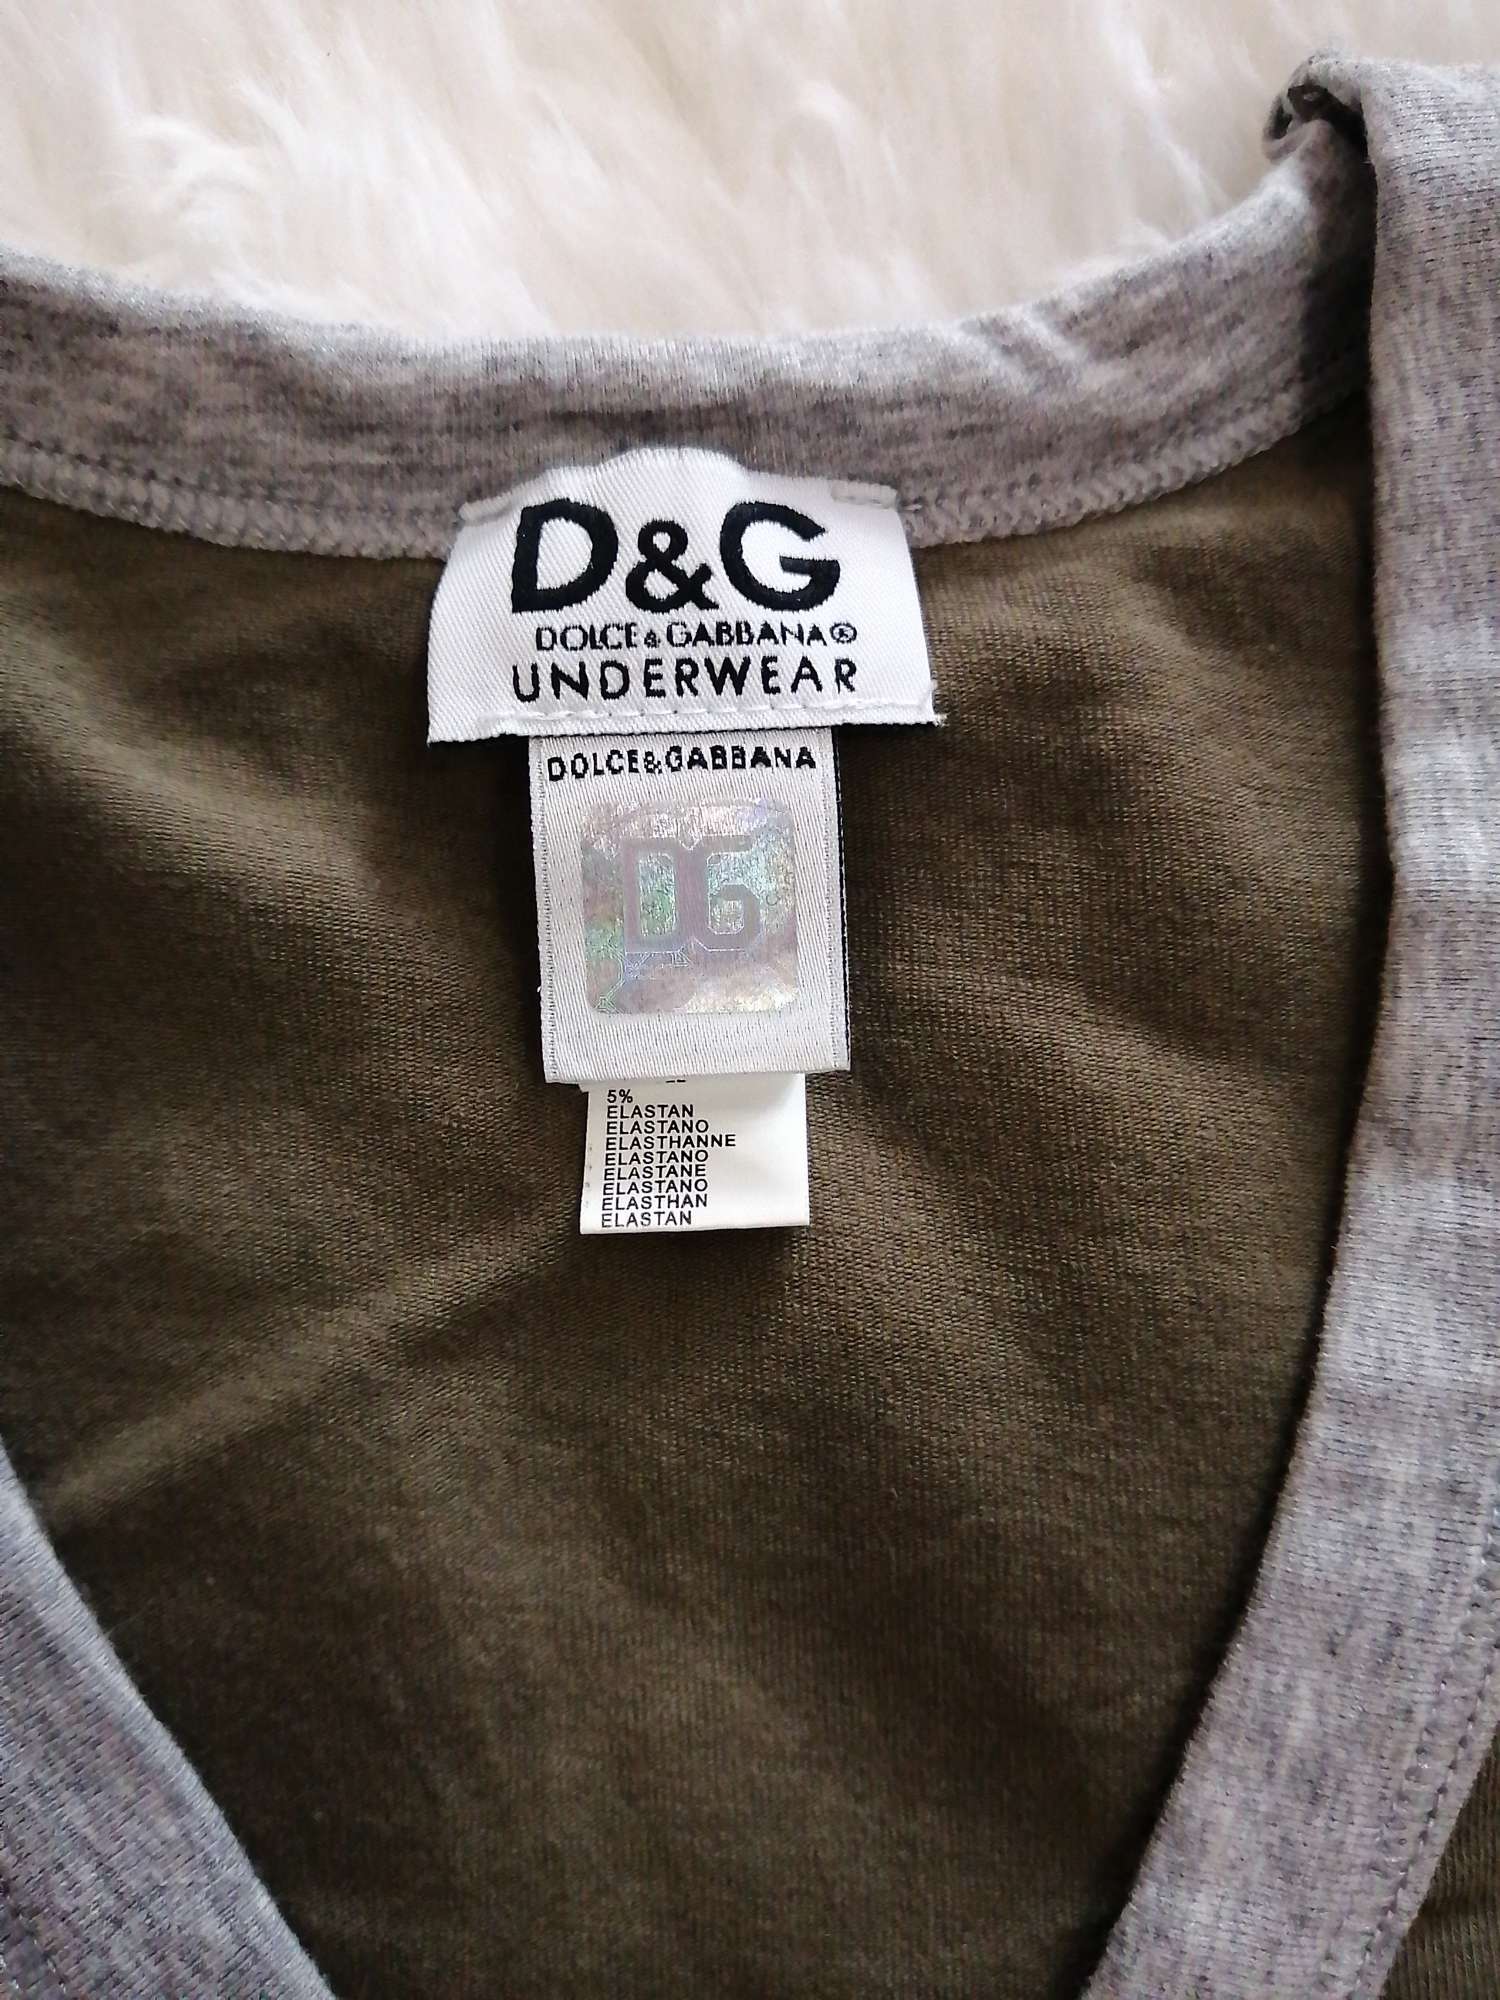 D&G
DOLCE & GABBANA®
UNDERWEAR
DOLCE&GABBANA
DG
5%
ELASTAN
ELASTANO
ELASTHANNE
ELASTANO
ELASTANE
ELASTANO
ELASTHAN
ELASTAN